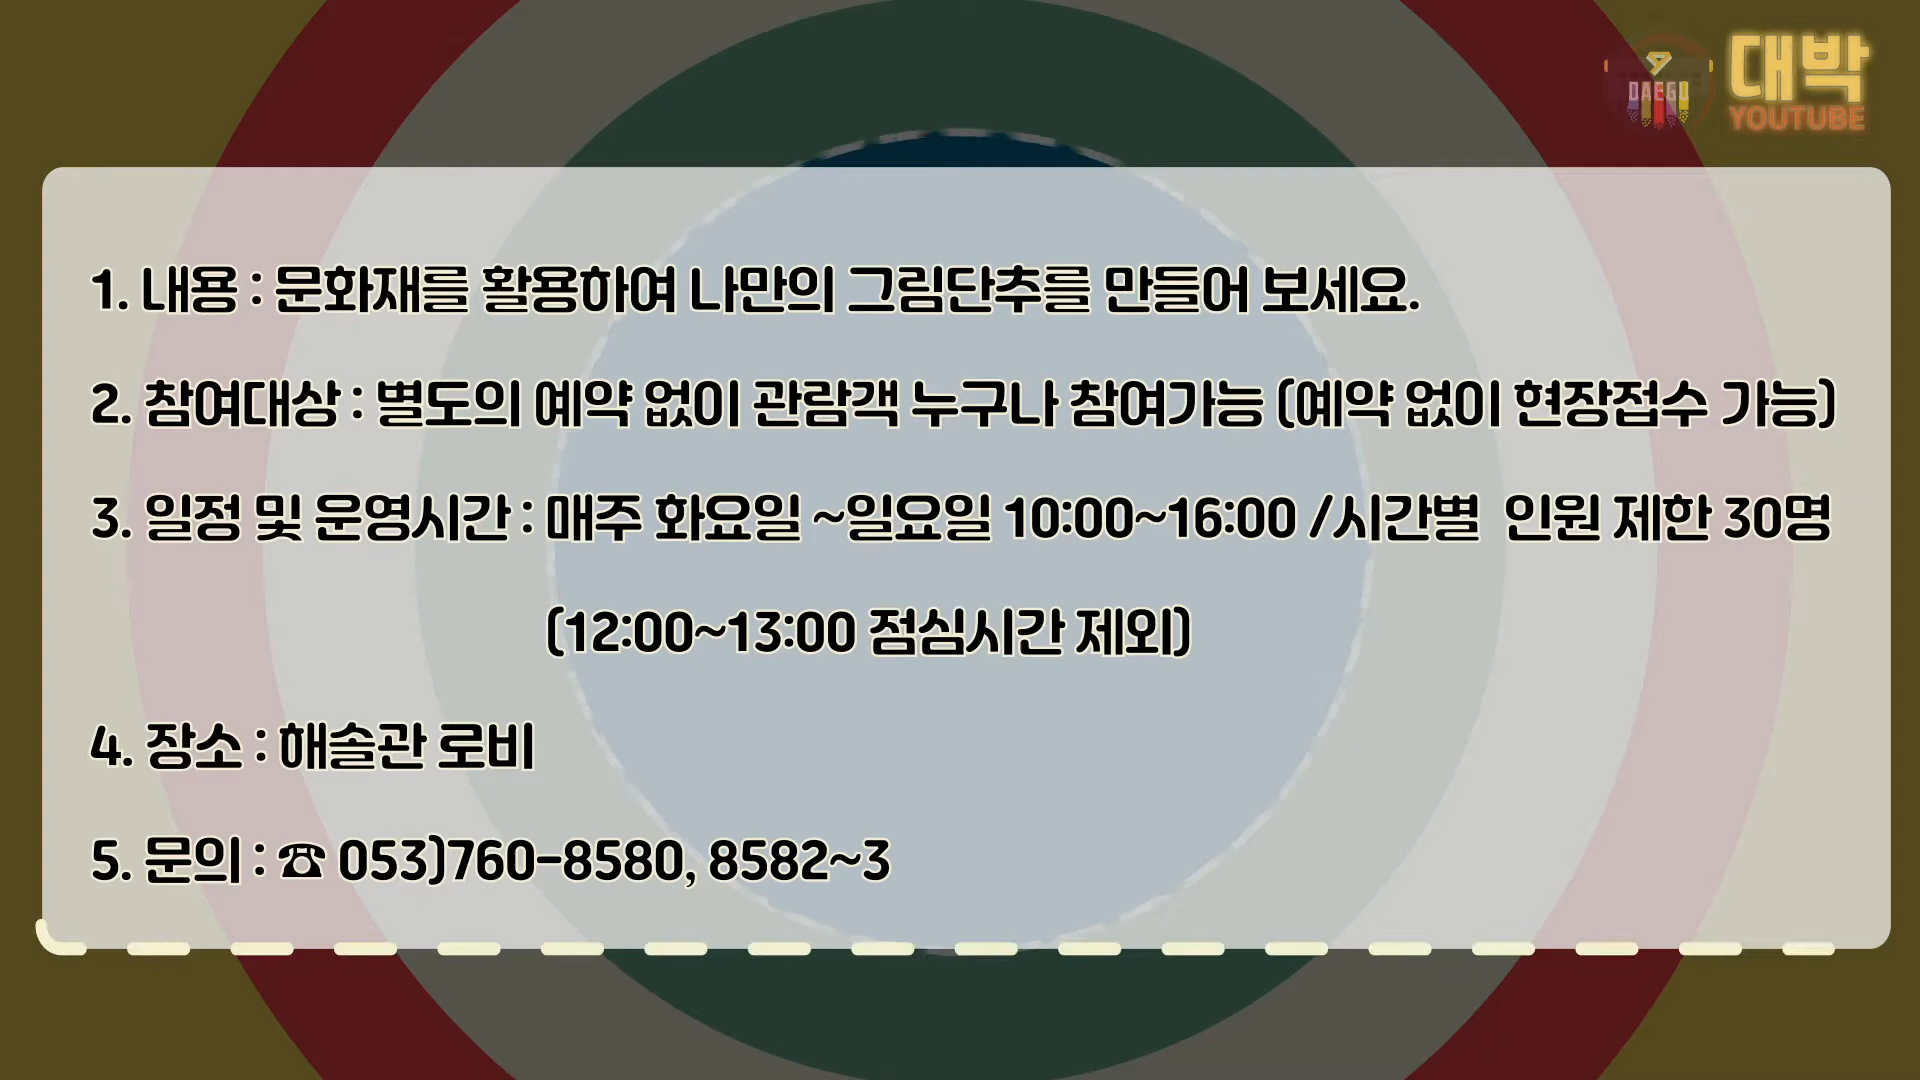 DAEGU
대박
YOUTUBE
1. 내용 : 문화재를 활용하여 나만의 그림단추를 만들어 보세요.
2. 참여대상 : 별도의 예약 없이 관람객 누구나 참여가능 (예약 없이 현장접수 가능)
3. 일정 및 운영시간 : 매주 화요일 ~일요일 10:00~16:00 /시간별 인원 제한 30명
(12:00~13:00 점심시간 제외)
4. 장소 : 해솔관 로비
5. 문의 : ☎ 053)760-8580, 8582~3